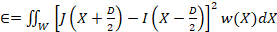 ∈= ∬_W [J(X + D/2) − I(X − D/2)]² w(X)dX